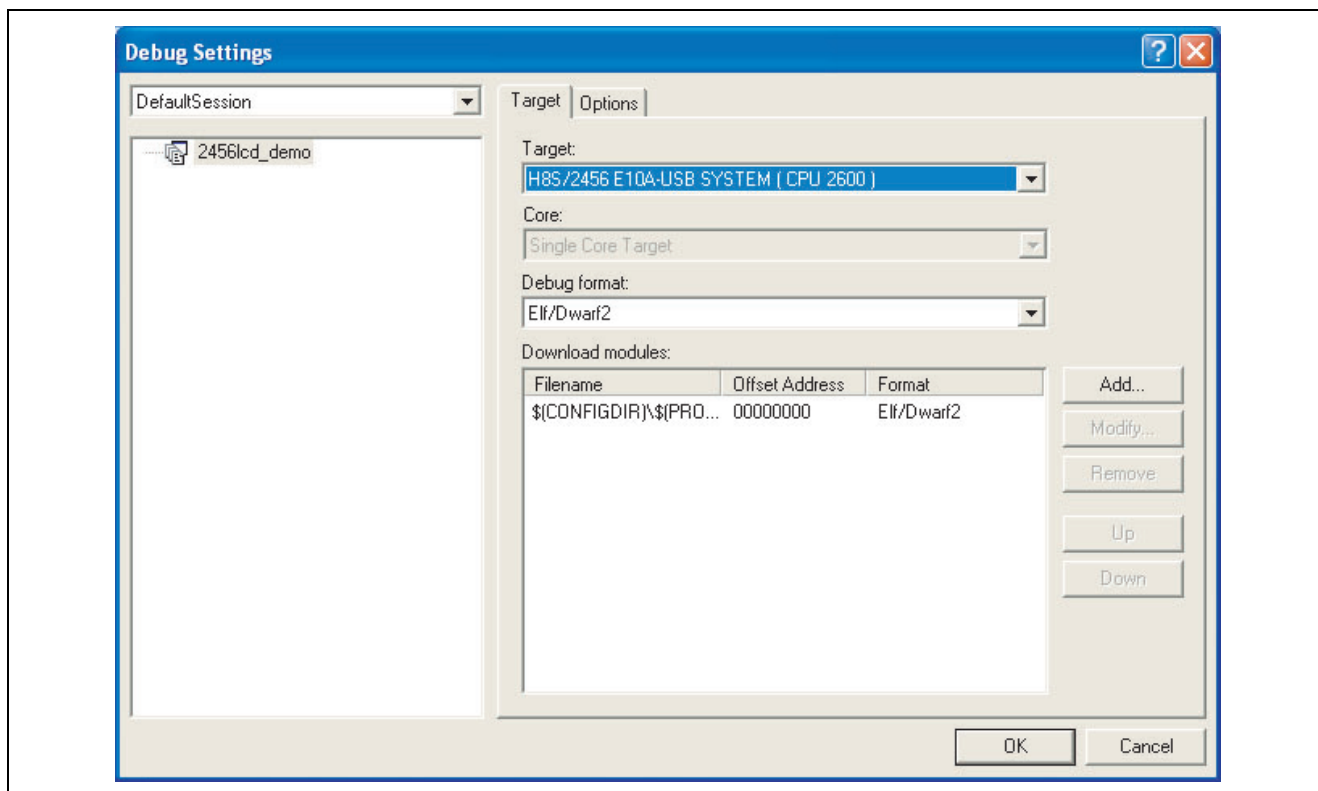 Debug Settings
?
DefaultSession
2456lcd_demo
Target
Options
Target:
H8S/2456 E10A-USB SYSTEM ( CPU 2600 )
Core:
Single Core Target
Debug format:
Elf/Dwarf2
Download modules:
Filename Offset Address Format
$(CONFIGDIR)\$(PRO... 00000000 Elf/Dwarf2
Add...
Modify...
Remove
Up
Down
OK
Cancel